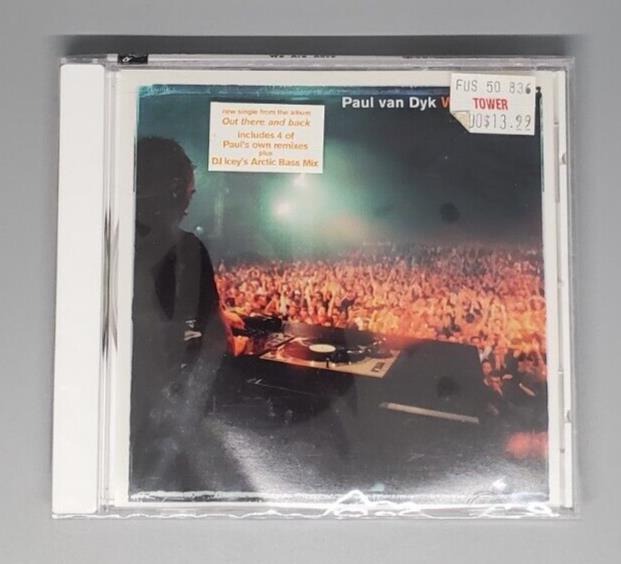 Paul van Dyk
FUS 50 836
TOWER
$13.99
new single from the album
Out there and back
includes 4 of
Paul's own remixes
plus
DJ Icey's Arctic Bass Mix